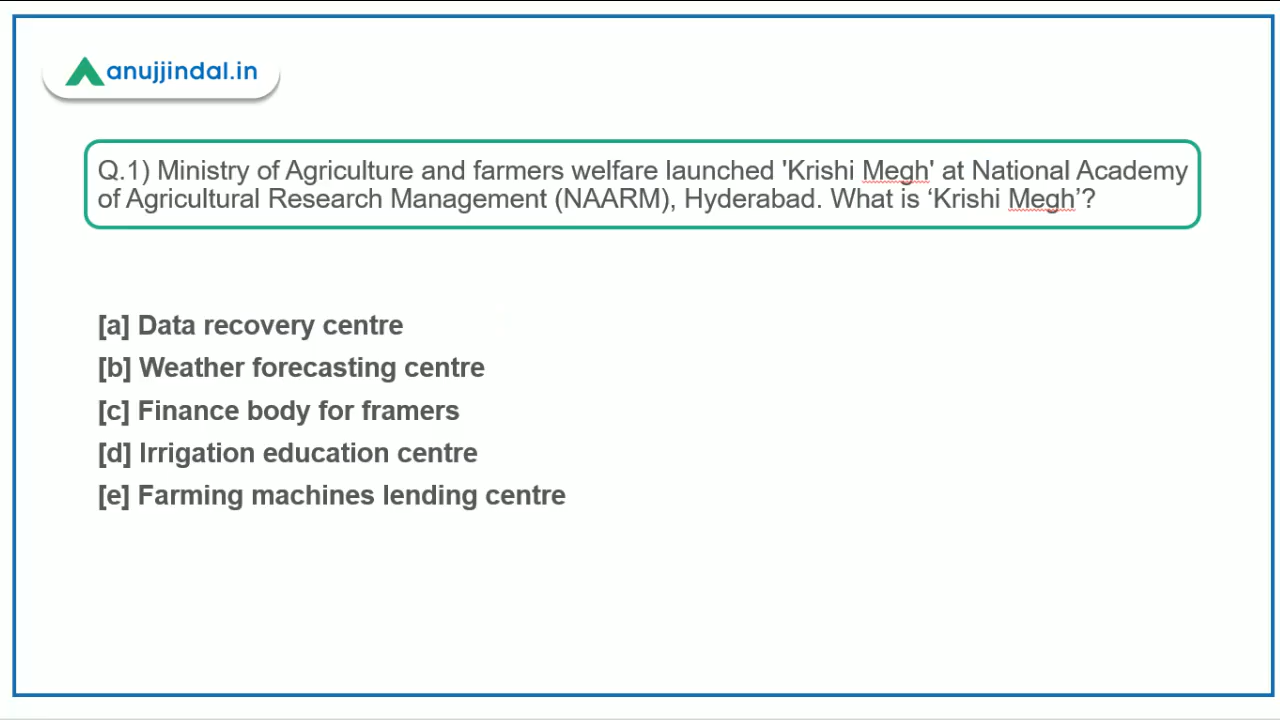 anujjindal.in
Q.1) Ministry of Agriculture and farmers welfare launched 'Krishi Megh' at National Academy
of Agricultural Research Management (NAARM), Hyderabad. What is ‘Krishi Megh’?
[a] Data recovery centre
[b] Weather forecasting centre
[c] Finance body for framers
[d] Irrigation education centre
[e] Farming machines lending centre